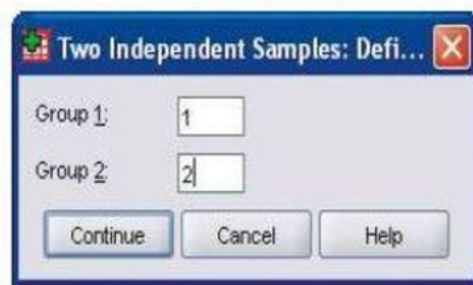 Two Independent Samples: Defi...
Group 1: 1
Group 2: 2
Continue Cancel Help